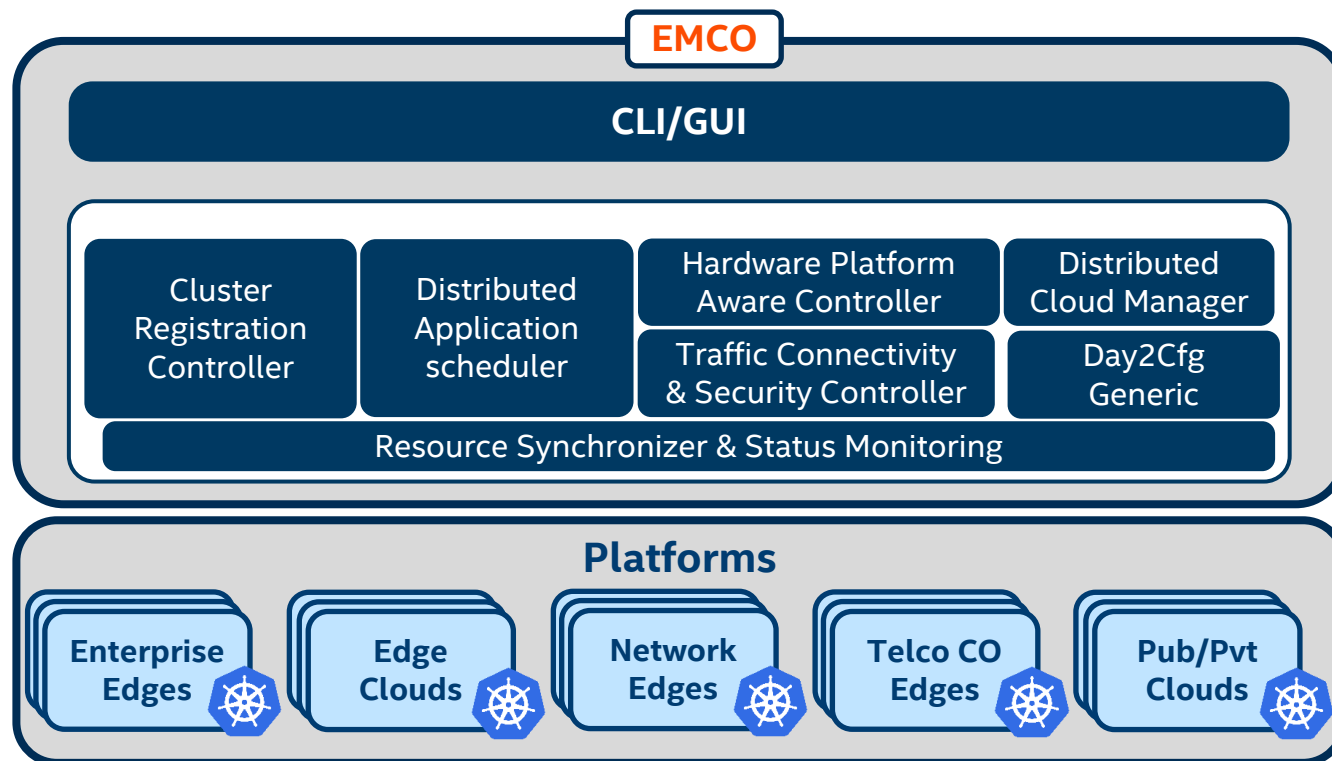 EMCO
CLI/GUI
Cluster
Registration
Controller
Distributed
Application
scheduler
Hardware Platform
Aware Controller
Distributed
Cloud Manager
Traffic Connectivity
& Security Controller
Day2Cfg
Generic
Resource Synchronizer & Status Monitoring
Platforms
Enterprise
Edges
Edge
Clouds
Network
Edges
Telco CO
Edges
Pub/Pvt
Clouds